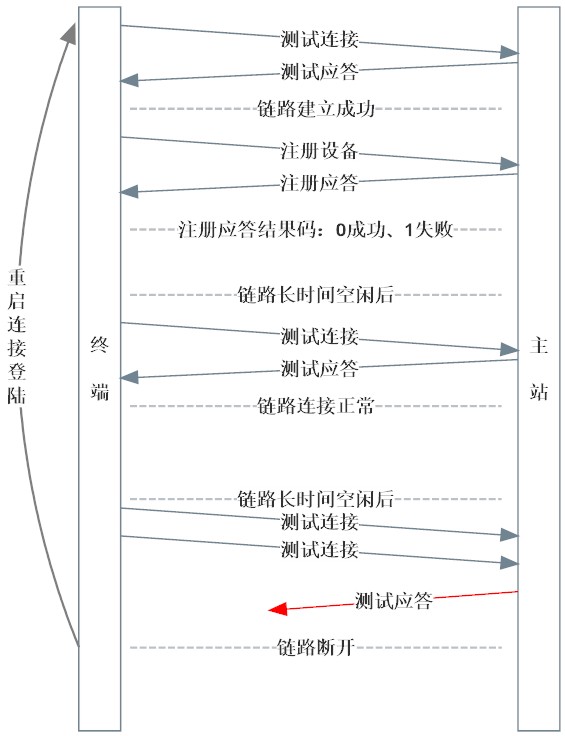 测试连接
测试应答
链路建立成功
注册设备
注册应答
注册应答结果码：0成功、1失败
链路长时间空闲后
测试连接
测试应答
链路连接正常
链路长时间空闲后
测试连接
测试连接
测试应答
链路断开
重启连接登陆
终端
主站